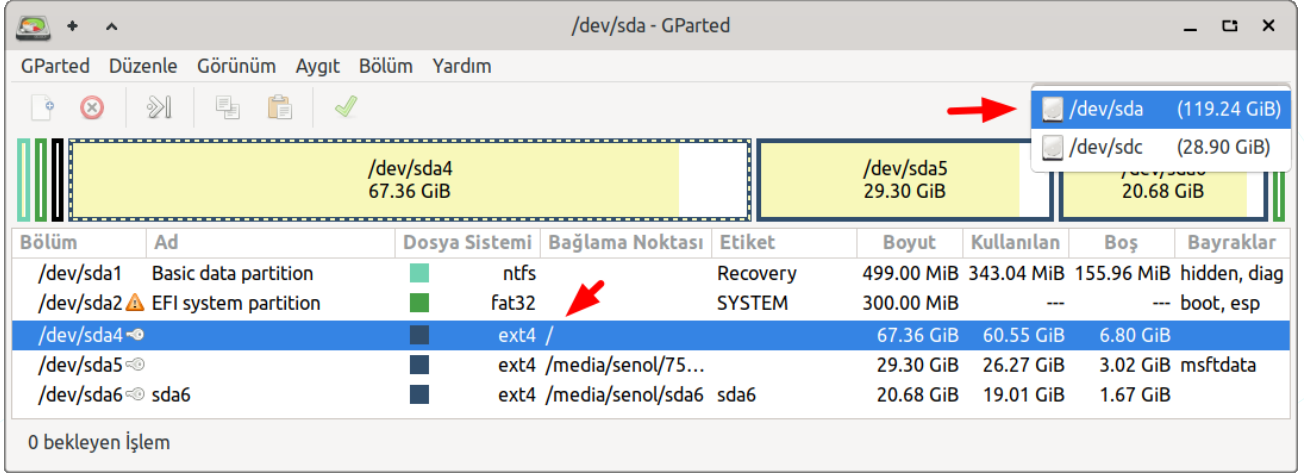 /dev/sda - GParted
GParted Düzenle Görünüm Aygıt Bölüm Yardım
/dev/sda (119.24 GiB)
/dev/sdc (28.90 GiB)
/dev/sda4
67.36 GiB
/dev/sda5
29.30 GiB
20.68 GiB
Bölüm Ad Dosya Sistemi Bağlama Noktası Etiket Boyut Kullanılan Boş Bayraklar
/dev/sda1 Basic data partition ntfs Recovery 499.00 MiB 343.04 MiB 155.96 MiB hidden, diag
/dev/sda2 EFI system partition fat32 SYSTEM 300.00 MiB --- --- boot, esp
/dev/sda4 ext4 / 67.36 GiB 60.55 GiB 6.80 GiB
/dev/sda5 ext4 /media/senol/75... 29.30 GiB 26.27 GiB 3.02 GiB msftdata
/dev/sda6 sda6 ext4 /media/senol/sda6 sda6 20.68 GiB 19.01 GiB 1.67 GiB
0 bekleyen İşlem